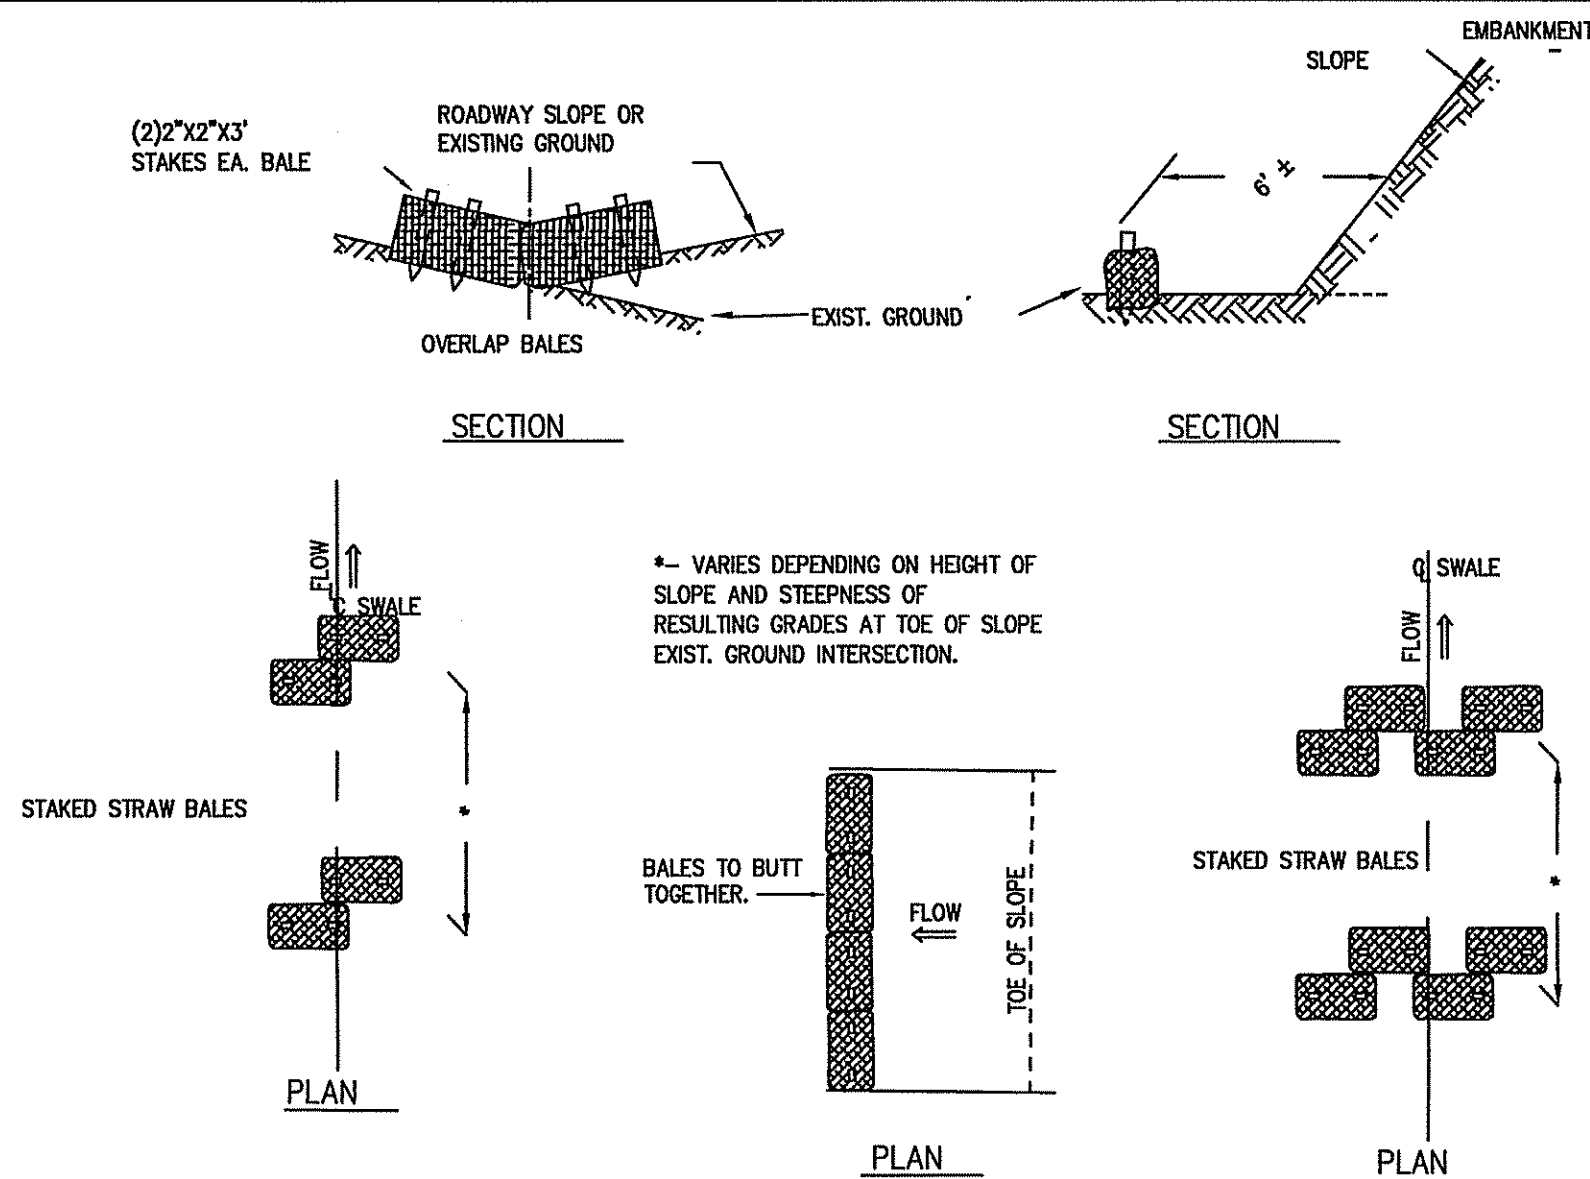 EMBANKMENT
SLOPE
(2)2"X2"X3'
STAKES EA. BALE
ROADWAY SLOPE OR
EXISTING GROUND
6' ±
EXIST. GROUND
OVERLAP BALES
SECTION
SECTION
FLOW
℄ SWALE
STAKED STRAW BALES
*
PLAN
*– VARIES DEPENDING ON HEIGHT OF
SLOPE AND STEEPNESS OF
RESULTING GRADES AT TOE OF SLOPE
EXIST. GROUND INTERSECTION.
BALES TO BUTT
TOGETHER.
FLOW
TOE OF SLOPE
PLAN
℄ SWALE
FLOW
STAKED STRAW BALES
*
PLAN